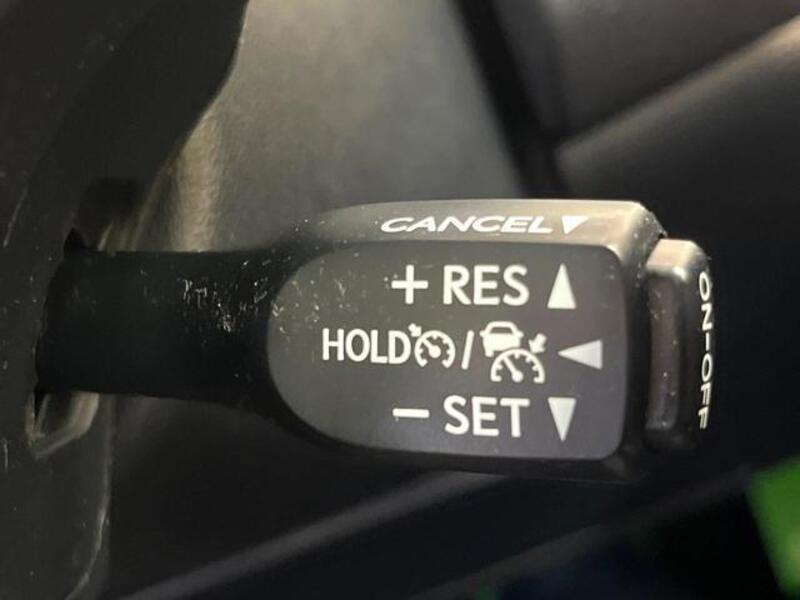 CANCEL▼
+ RES ▲
HOLD / ◀
− SET ▼
ON-OFF